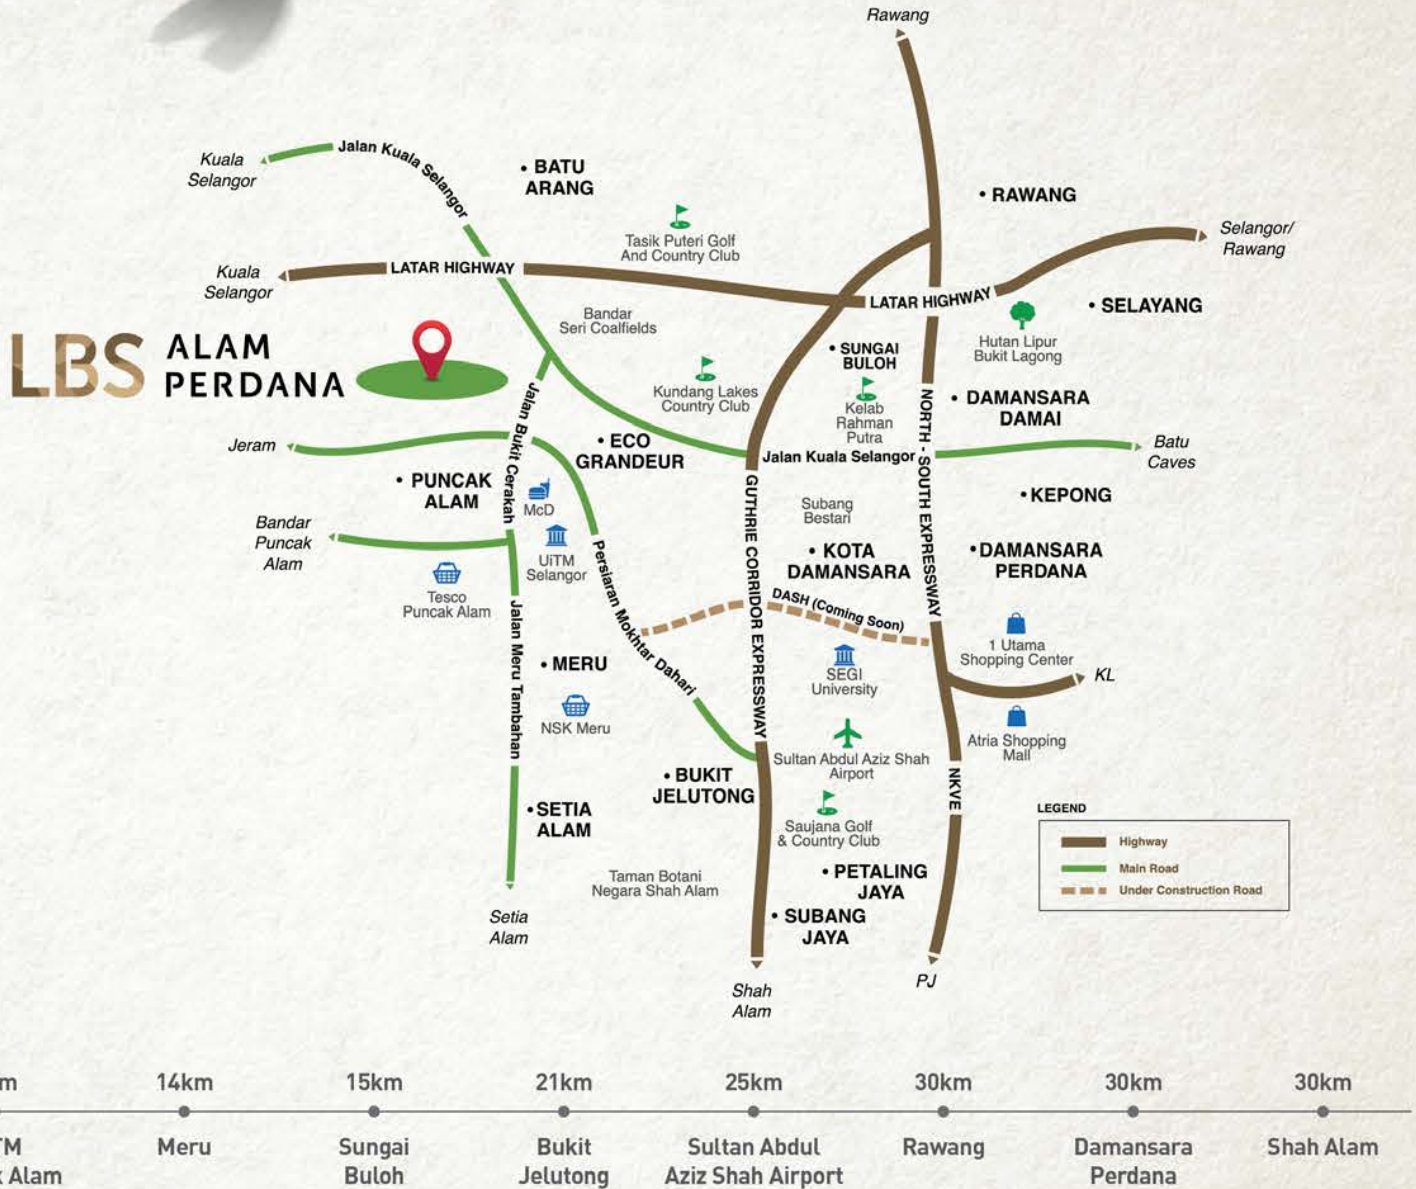 Rawang
Jalan Kuala Selangor
Kuala
Selangor
• BATU
ARANG
• RAWANG
Tasik Puteri Golf
And Country Club
Selangor/
Rawang
Kuala
Selangor
LATAR HIGHWAY
LATAR HIGHWAY
• SELAYANG
Bandar
Seri Coalfields
Hutan Lipur
Bukit Lagong
LBS ALAM
PERDANA
• SUNGAI
BULOH
Kundang Lakes
Country Club
Kelab
Rahman
Putra
• DAMANSARA
DAMAI
Jalan Bukit Cerakah
NORTH - SOUTH EXPRESSWAY
Jeram
• ECO
GRANDEUR
Jalan Kuala Selangor
Batu
Caves
• PUNCAK
ALAM
McD
Subang
Bestari
• KEPONG
Bandar
Puncak
Alam
UiTM
Selangor
GUTHRIE CORRIDOR EXPRESSWAY
• KOTA
DAMANSARA
• DAMANSARA
PERDANA
Tesco
Puncak Alam
Persiaran Mokhtar Dahari
DASH (Coming Soon)
Jalan Meru Tambahan
1 Utama
Shopping Center
• MERU
SEGI
University
KL
NSK Meru
Atria Shopping
Mall
Sultan Abdul Aziz Shah
Airport
NKVE
• BUKIT
JELUTONG
• SETIA
ALAM
Saujana Golf
& Country Club
LEGEND
Highway
Main Road
Under Construction Road
Taman Botani
Negara Shah Alam
• PETALING
JAYA
• SUBANG
JAYA
Setia
Alam
Shah
Alam
PJ
14km 15km 21km 25km 30km 30km 30km
Meru Sungai Bukit Sultan Abdul Rawang Damansara Shah Alam
Alam Buloh Jelutong Aziz Shah Airport Perdana